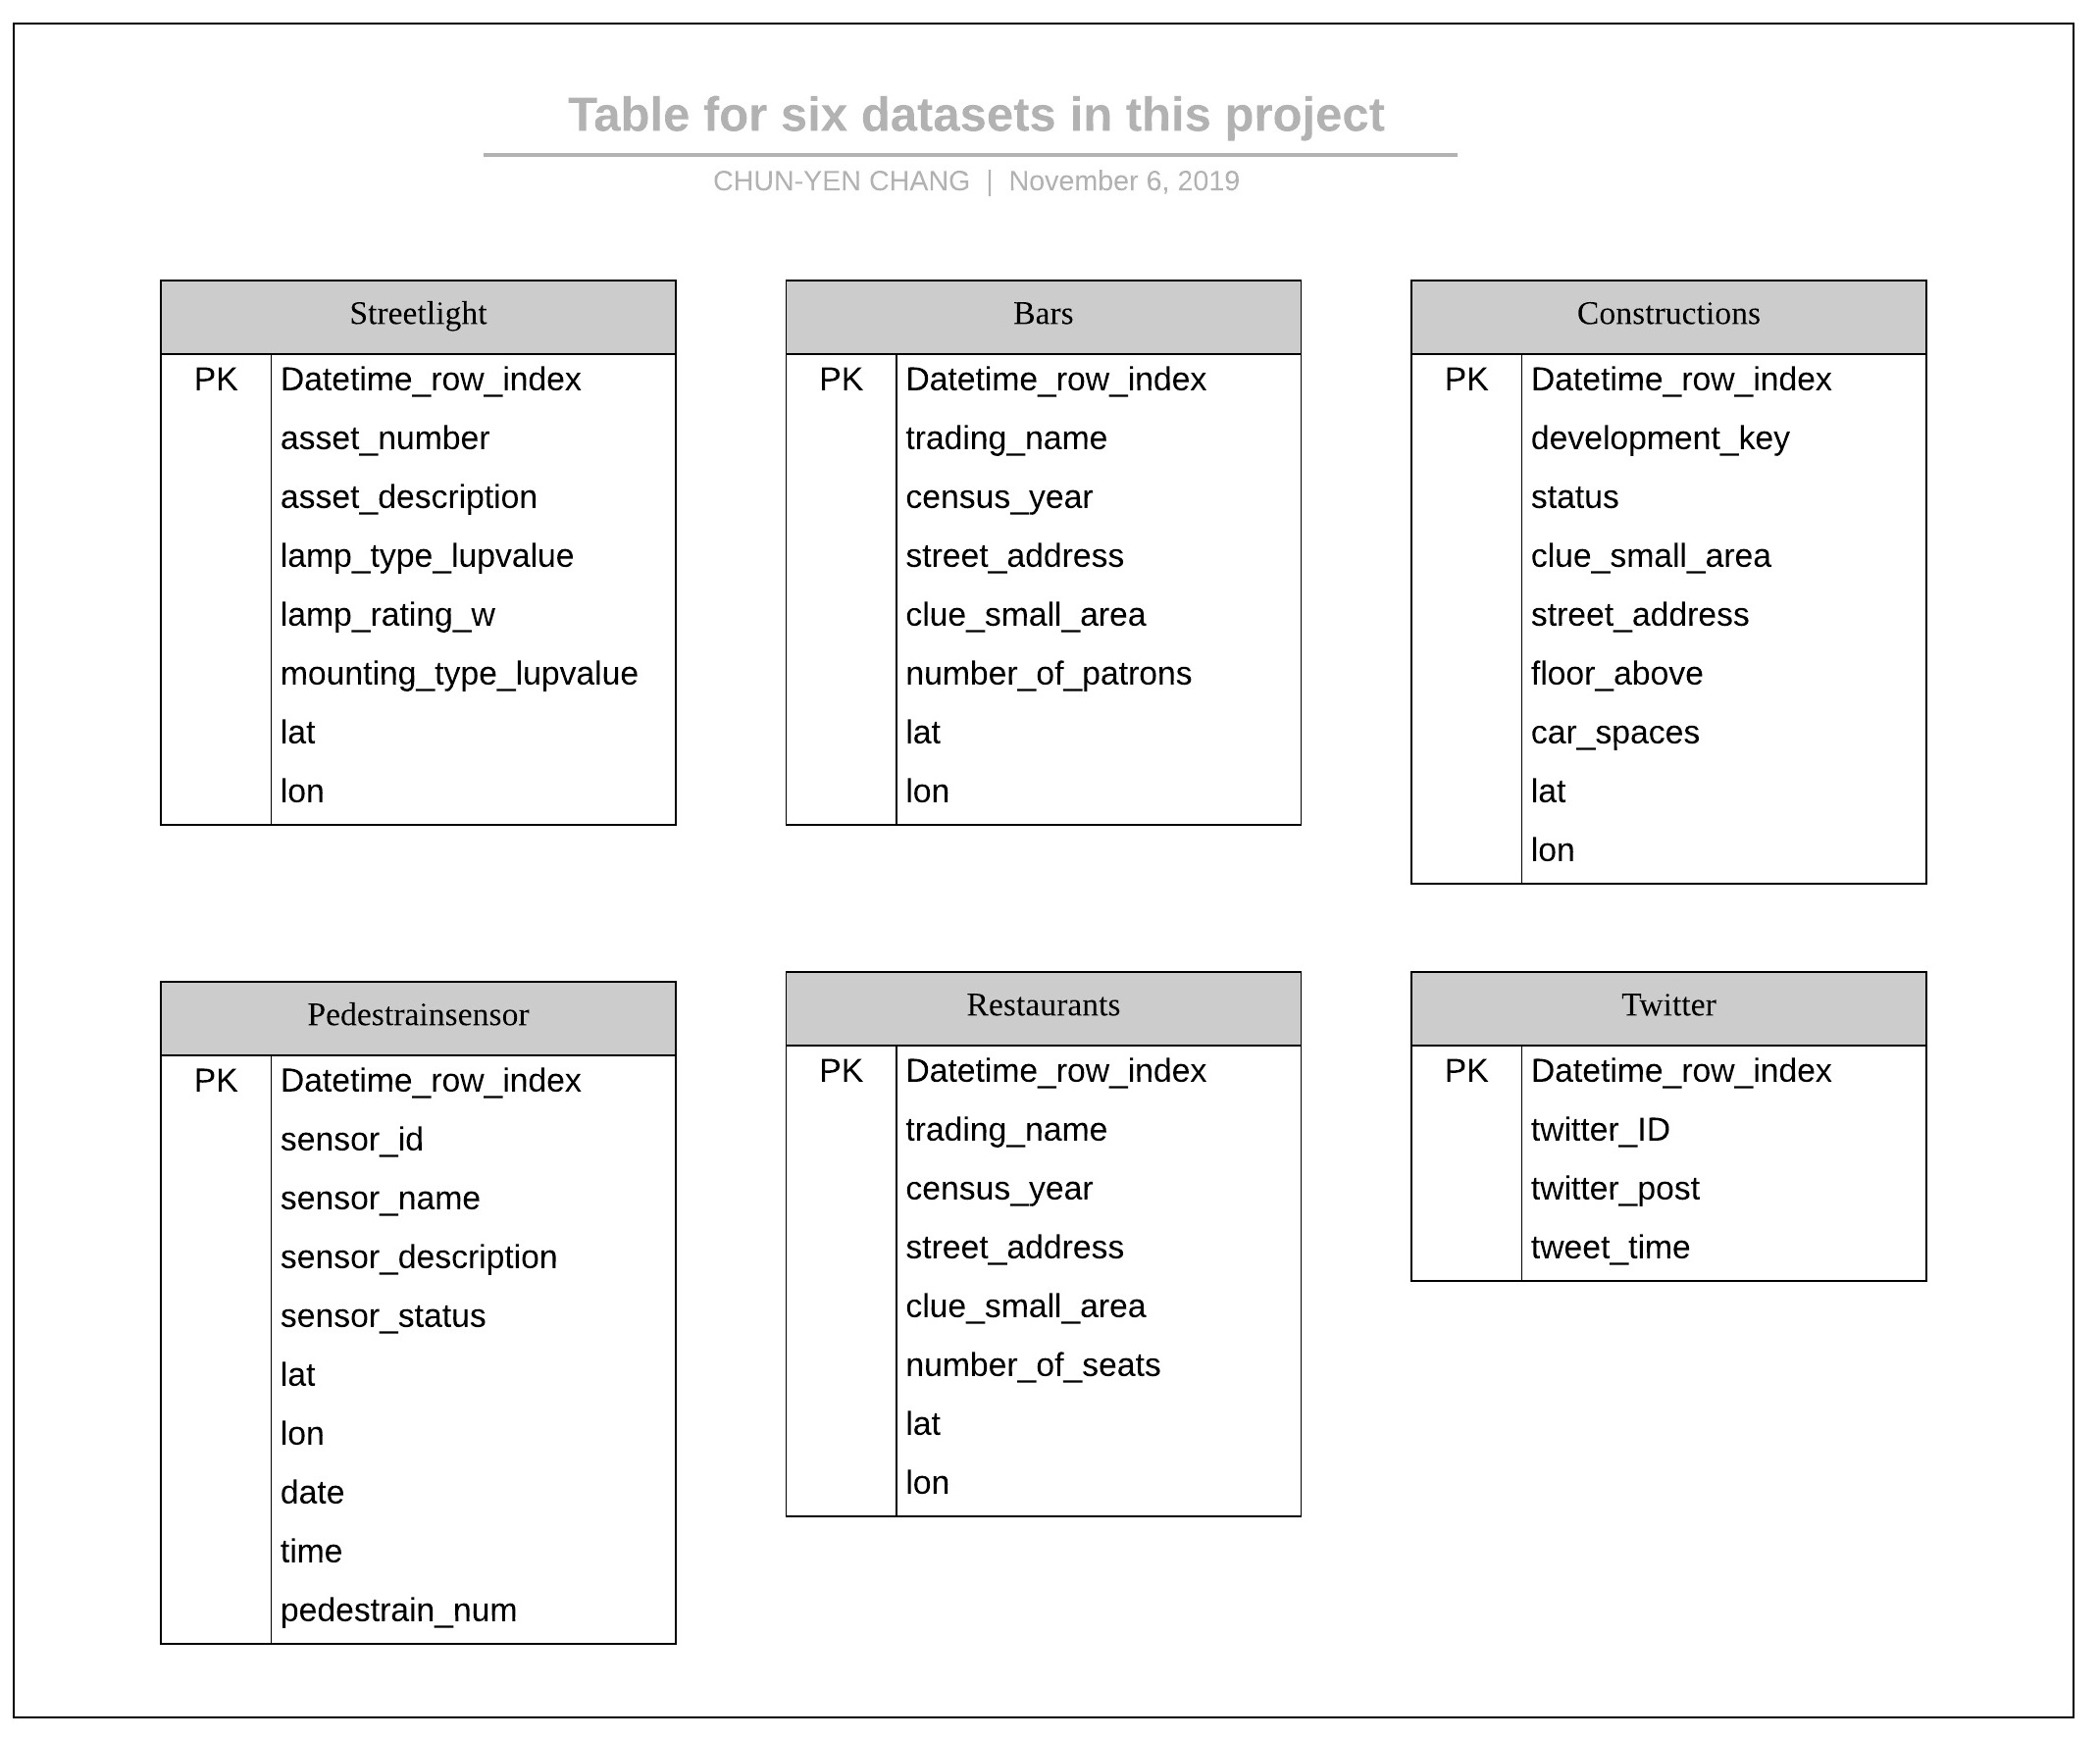 Table for six datasets in this project
CHUN-YEN CHANG | November 6, 2019
Streetlight
PK Datetime_row_index
asset_number
asset_description
lamp_type_lupvalue
lamp_rating_w
mounting_type_lupvalue
lat
lon
Bars
PK Datetime_row_index
trading_name
census_year
street_address
clue_small_area
number_of_patrons
lat
lon
Constructions
PK Datetime_row_index
development_key
status
clue_small_area
street_address
floor_above
car_spaces
lat
lon
Pedestrainsensor
PK Datetime_row_index
sensor_id
sensor_name
sensor_description
sensor_status
lat
lon
date
time
pedestrain_num
Restaurants
PK Datetime_row_index
trading_name
census_year
street_address
clue_small_area
number_of_seats
lat
lon
Twitter
PK Datetime_row_index
twitter_ID
twitter_post
tweet_time